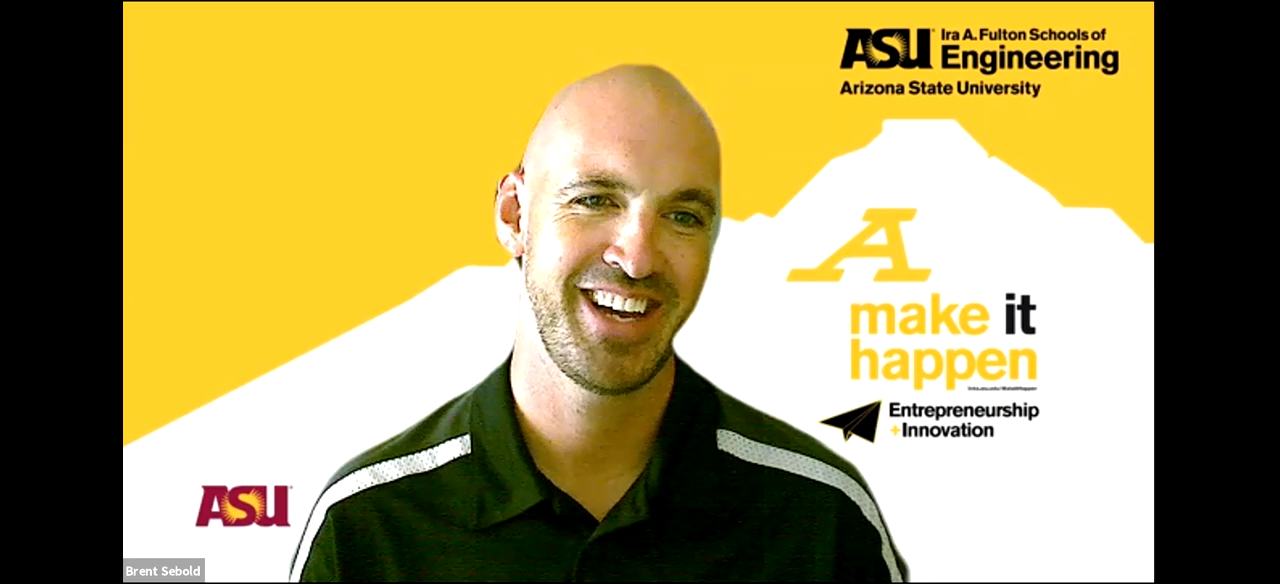 ASU Ira A. Fulton Schools of
Engineering
Arizona State University
A
make it
happen
Entrepreneurship
+Innovation
ASU
Brent Sebold